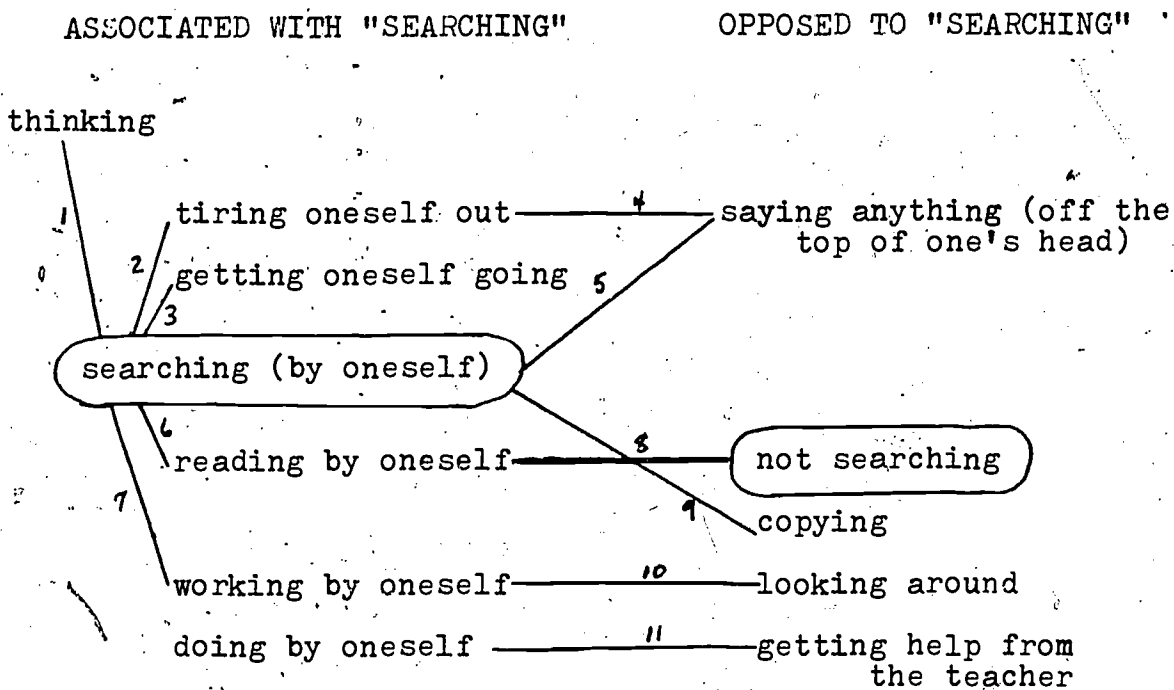 ASSOCIATED WITH "SEARCHING" OPPOSED TO "SEARCHING"
thinking
1
tiring oneself out 4 saying anything (off the
top of one's head)
2 getting oneself going 5
3
searching (by oneself)
6 8
reading by oneself not searching
7 9
copying
working by oneself 10 looking around
doing by oneself 11 getting help from
the teacher